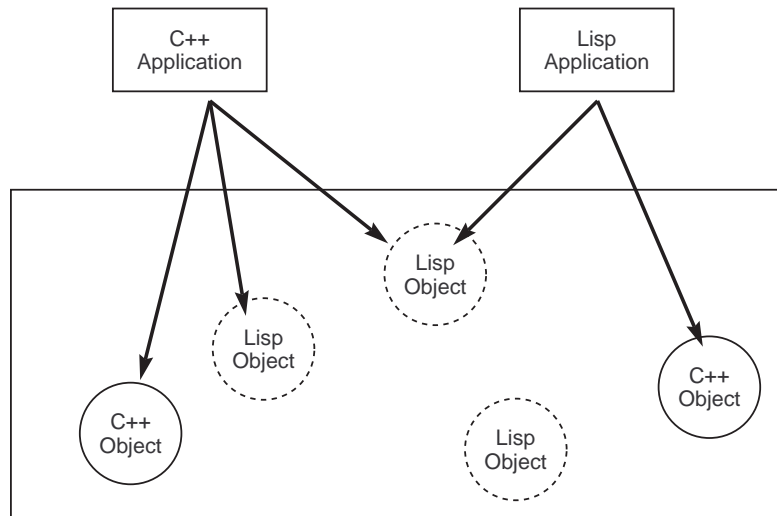 C++
Application
Lisp
Application
Lisp
Object
Lisp
Object
C++
Object
C++
Object
Lisp
Object